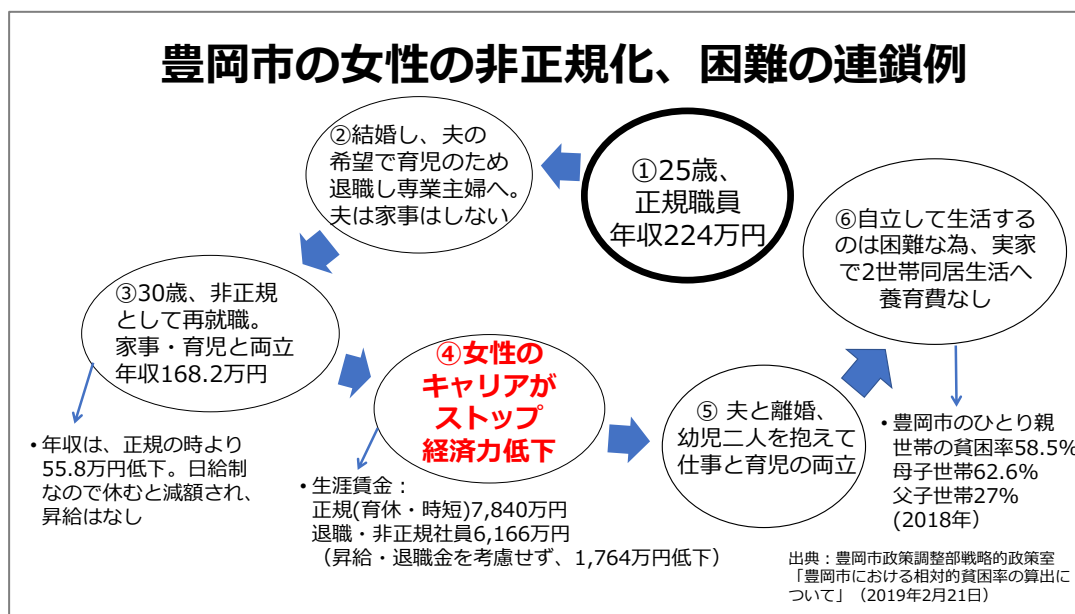 豊岡市の女性の非正規化、困難の連鎖例
①25歳、
正規職員
年収224万円
②結婚し、夫の
希望で育児のため
退職し専業主婦へ。
夫は家事はしない
③30歳、非正規
として再就職。
家事・育児と両立
年収168.2万円
• 年収は、正規の時より
55.8万円低下。日給制
なので休むと減額され、
昇給はなし
④女性の
キャリアが
ストップ
経済力低下
• 生涯賃金：
正規(育休・時短)7,840万円
退職・非正規社員6,166万円
（昇給・退職金を考慮せず、1,764万円低下）
⑤ 夫と離婚、
幼児二人を抱えて
仕事と育児の両立
⑥自立して生活する
のは困難な為、実家
で2世帯同居生活へ
養育費なし
• 豊岡市のひとり親
世帯の貧困率58.5%
母子世帯62.6%
父子世帯27%
(2018年）
出典：豊岡市政策調整部戦略的政策室
「豊岡市における相対的貧困率の算出に
ついて」（2019年2月21日）